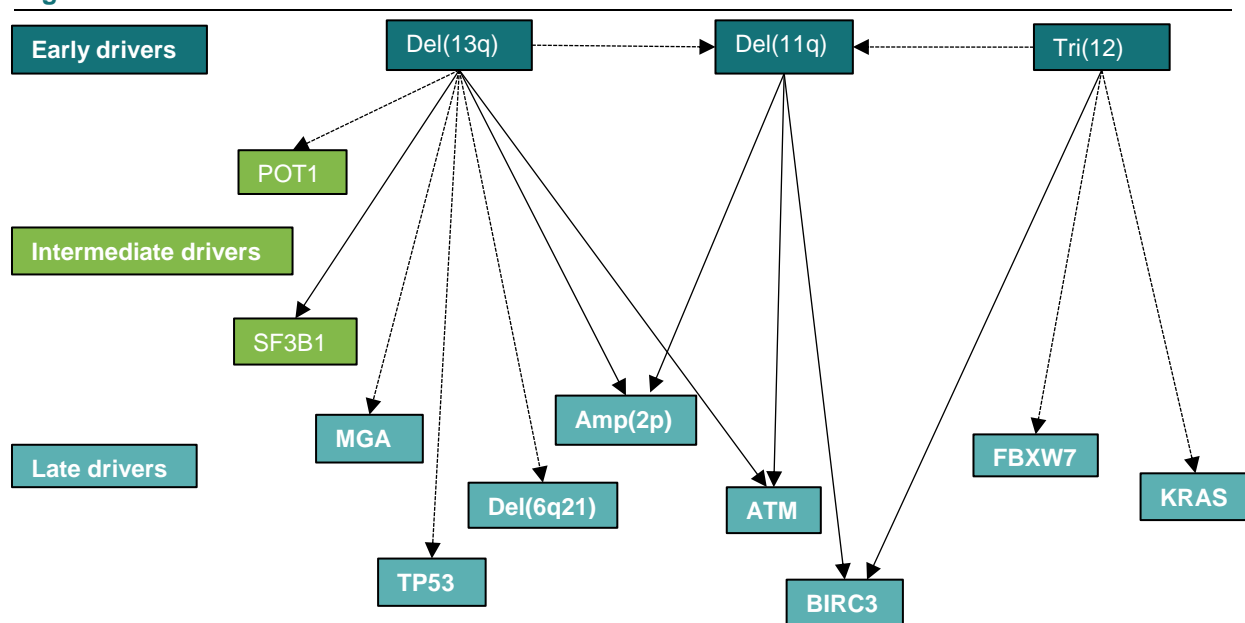 Early drivers
Del(13q)
Del(11q)
Tri(12)
POT1
Intermediate drivers
SF3B1
Amp(2p)
MGA
FBXW7
Late drivers
Del(6q21)
ATM
KRAS
TP53
BIRC3